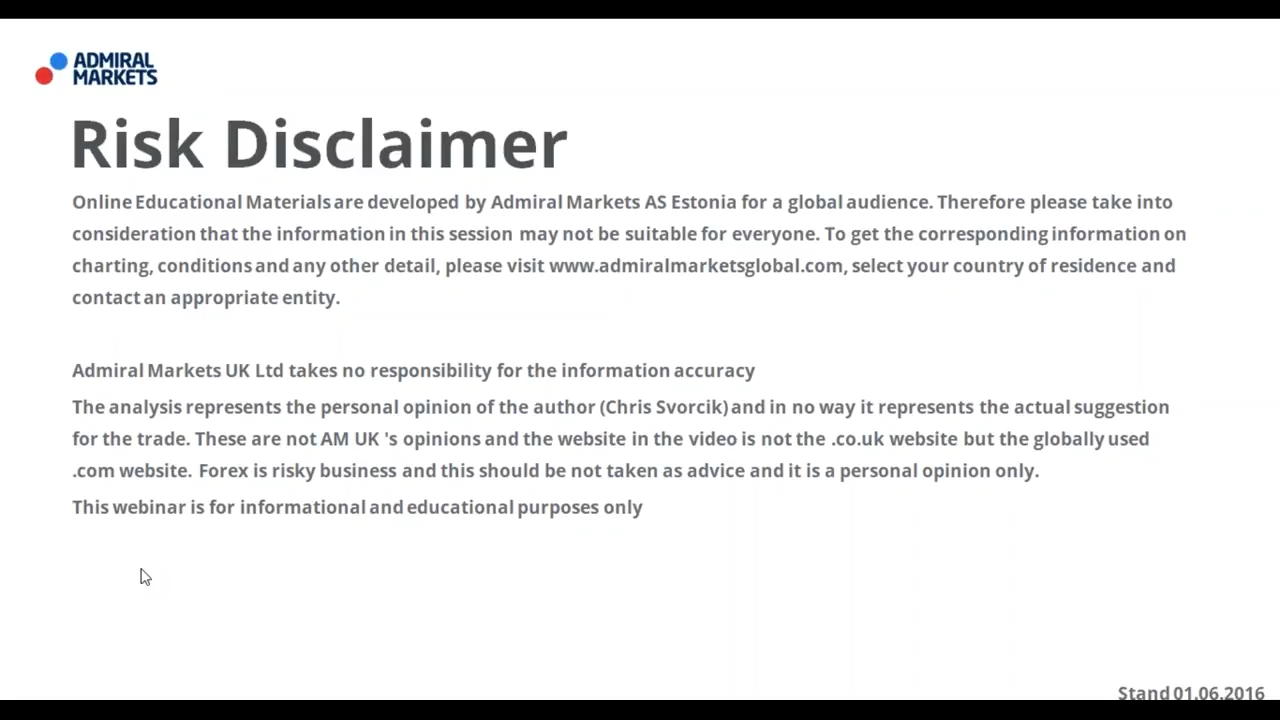 ADMIRAL
MARKETS
Risk Disclaimer
Online Educational Materials are developed by Admiral Markets AS Estonia for a global audience. Therefore please take into
consideration that the information in this session may not be suitable for everyone. To get the corresponding information on
charting, conditions and any other detail, please visit www.admiralmarketsglobal.com, select your country of residence and
contact an appropriate entity.
Admiral Markets UK Ltd takes no responsibility for the information accuracy
The analysis represents the personal opinion of the author (Chris Svorcik) and in no way it represents the actual suggestion
for the trade. These are not AM UK 's opinions and the website in the video is not the .co.uk website but the globally used
.com website. Forex is risky business and this should be not taken as advice and it is a personal opinion only.
This webinar is for informational and educational purposes only
Stand 01.06.2016